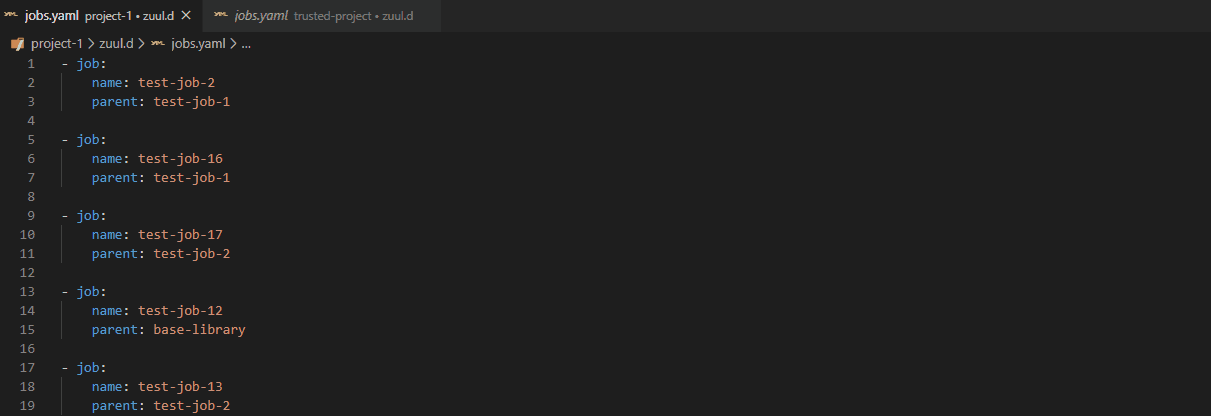 YAML jobs.yaml project-1 • zuul.d × YAML jobs.yaml trusted-project • zuul.d
project-1 > zuul.d > YAML jobs.yaml > ...
1 - job:
2 name: test-job-2
3 parent: test-job-1
4
5 - job:
6 name: test-job-16
7 parent: test-job-1
8
9 - job:
10 name: test-job-17
11 parent: test-job-2
12
13 - job:
14 name: test-job-12
15 parent: base-library
16
17 - job:
18 name: test-job-13
19 parent: test-job-2